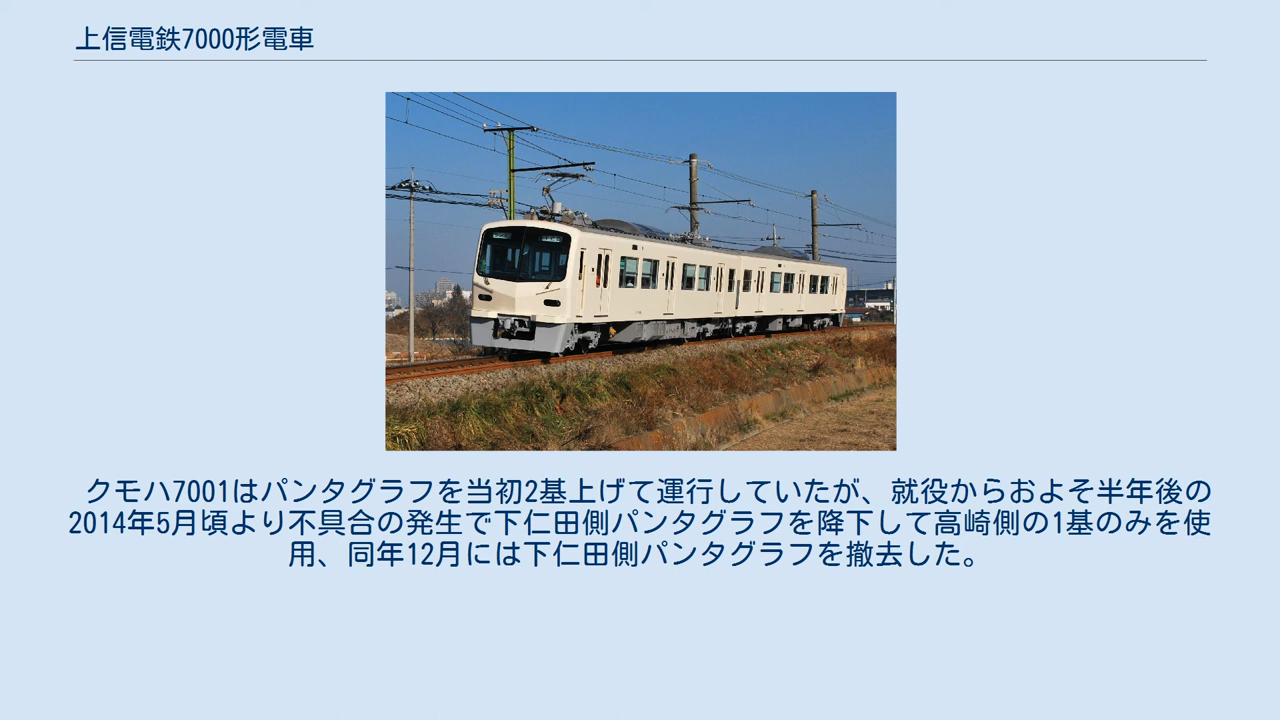 上信電鉄7000形電車
クモハ7001はパンタグラフを当初2基上げて運行していたが、就役からおよそ半年後の
2014年5月頃より不具合の発生で下仁田側パンタグラフを降下して高崎側の1基のみを使
用、同年12月には下仁田側パンタグラフを撤去した。